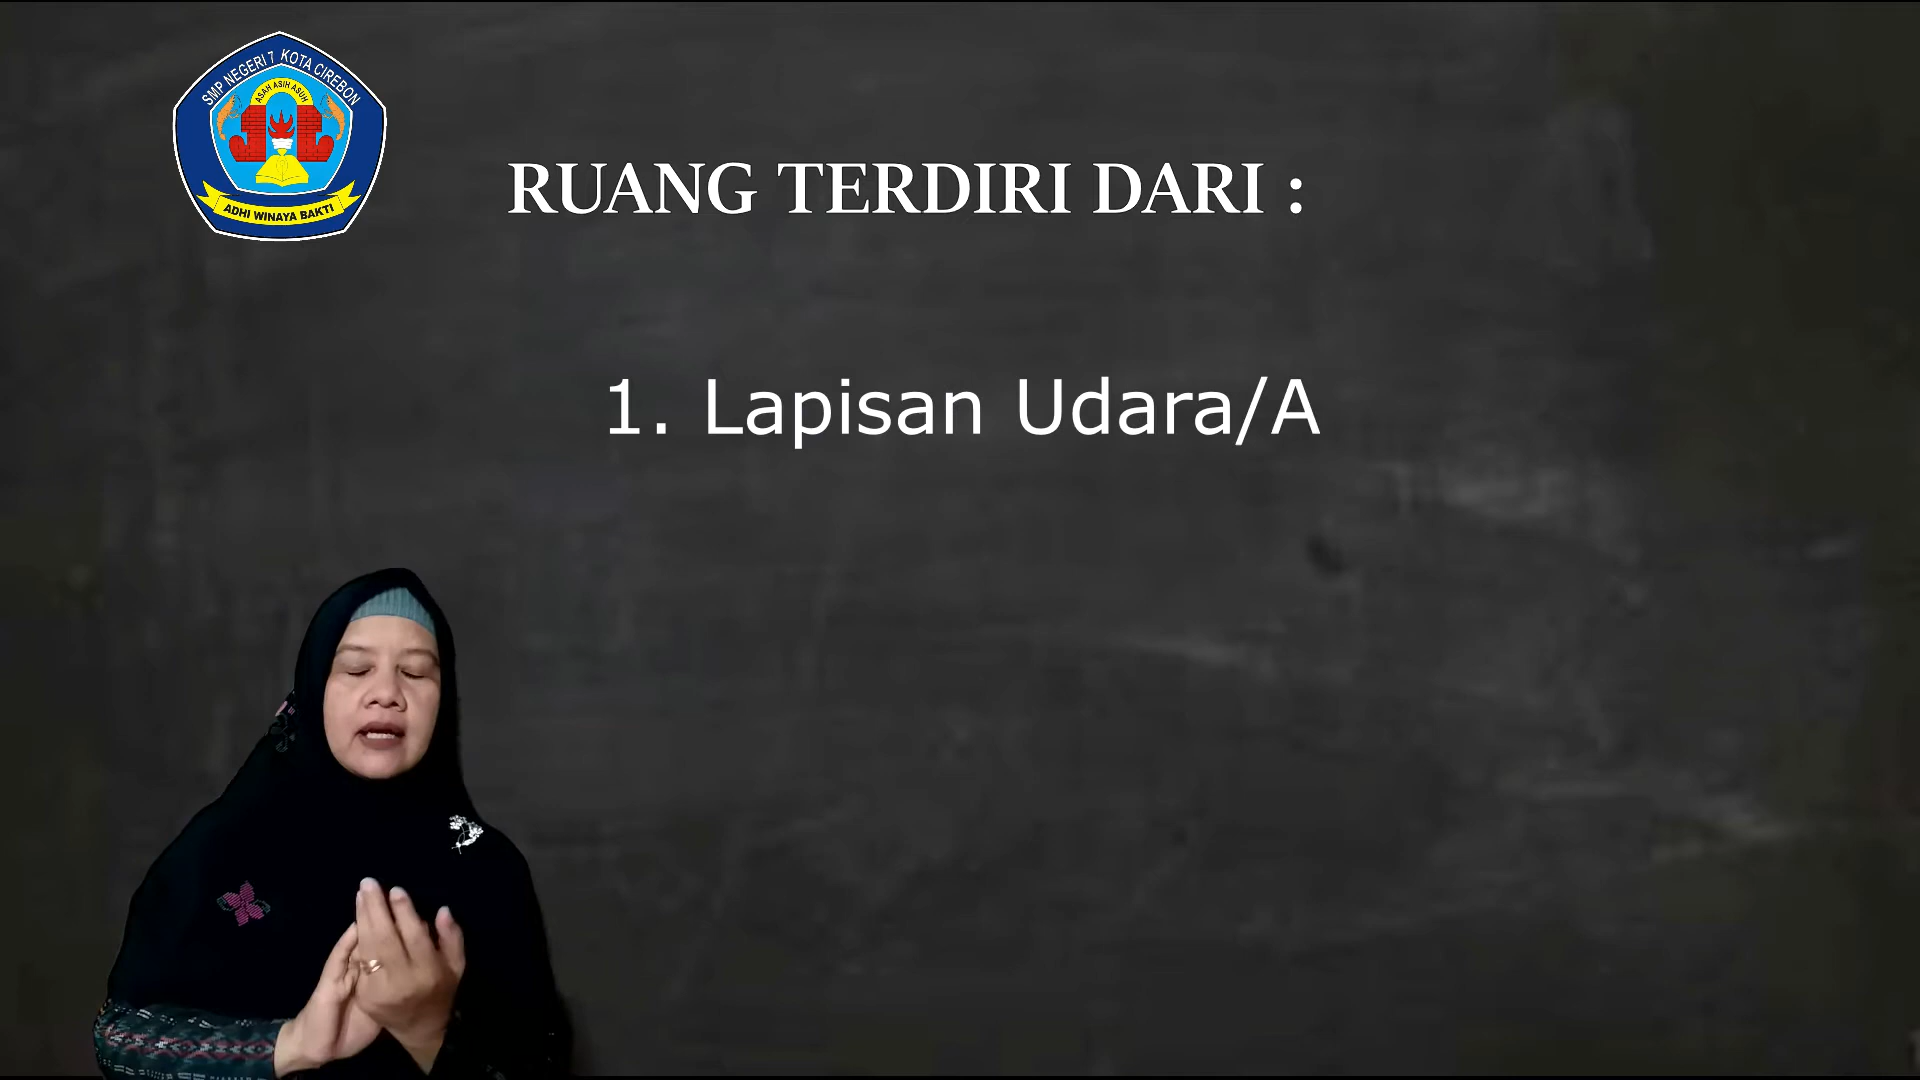 SMP NEGERI 7 KOTA CIREBON
ASAH ASIH ASUH
ADHI WINAYA BAKTI
RUANG TERDIRI DARI :
1. Lapisan Udara/A